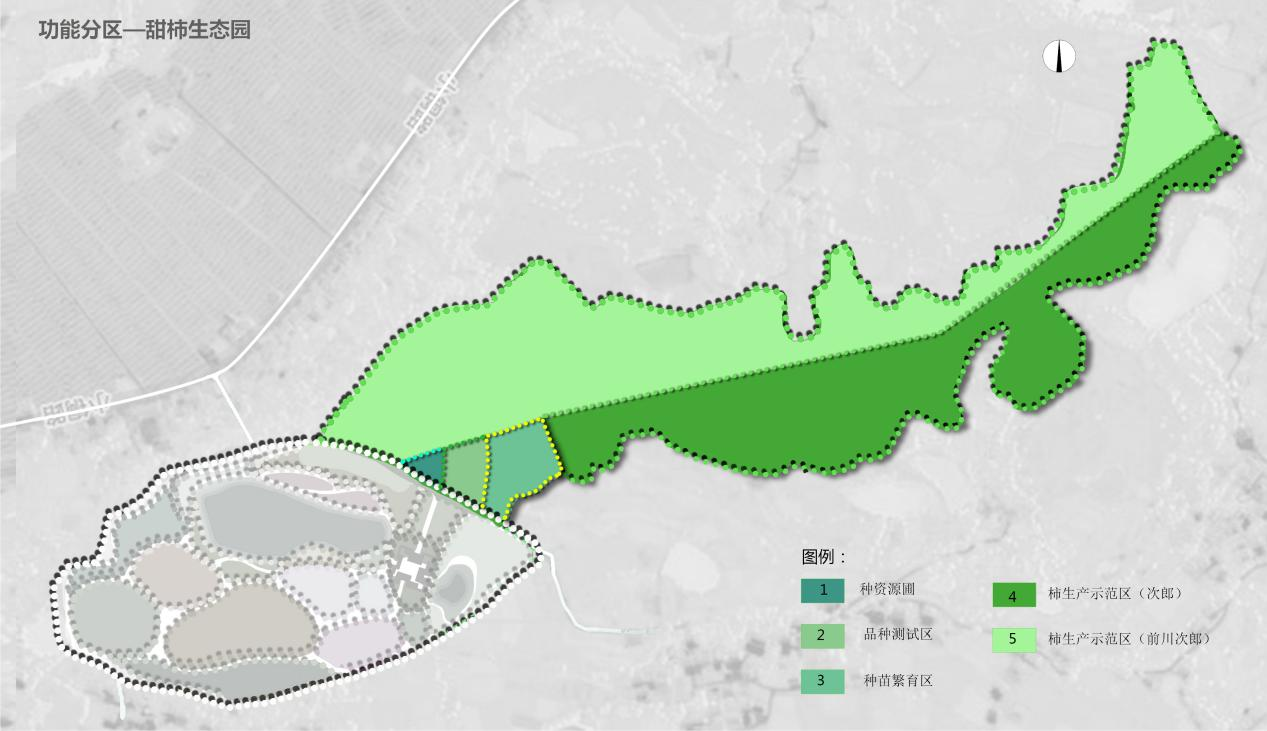 功能分区—甜柿生态园
图例：
1 种资源圃
2 品种测试区
3 种苗繁育区
4 柿生产示范区（次郎）
5 柿生产示范区（前川次郎）